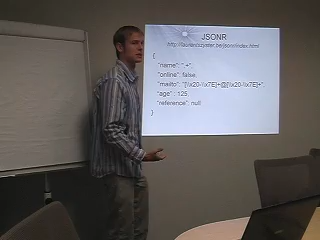 JSONR
http://laurentszyster.be/jsonr/index.html
{
"name": ".+",
"online": false,
"mailto": "[\\x20-\\x7E]+@[\\x20-\\x7E]+",
"age": 125,
"reference": null
}